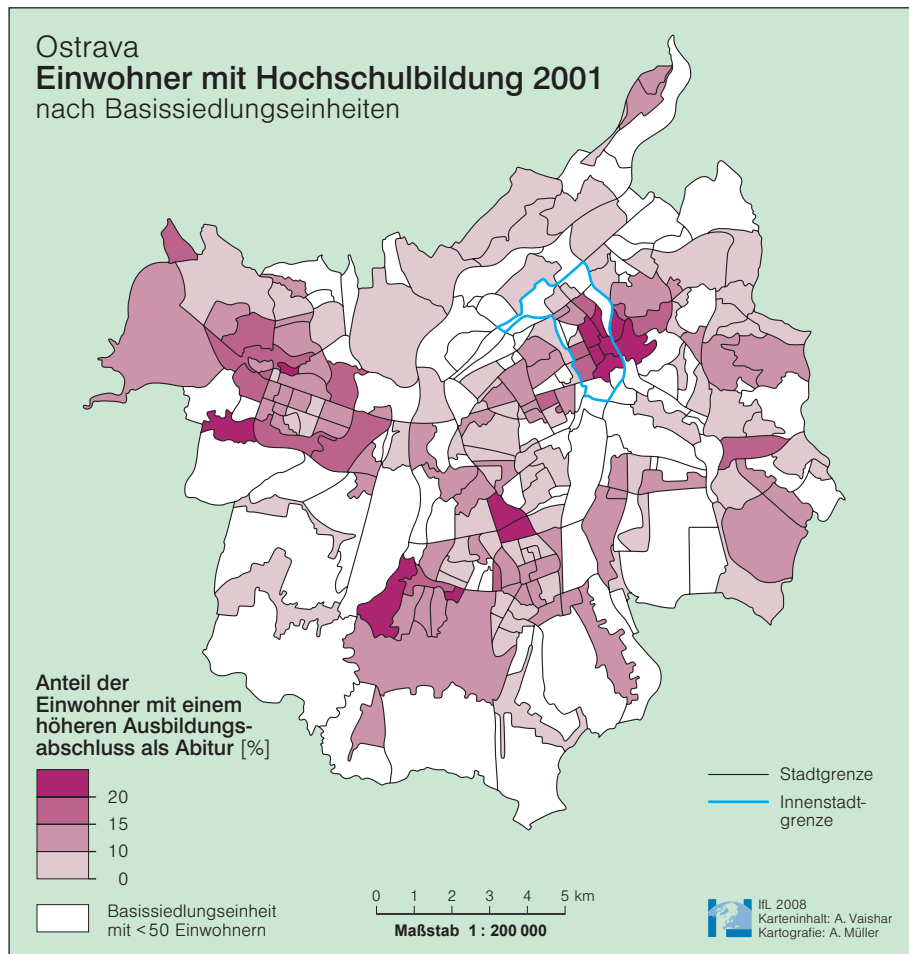 Ostrava
Einwohner mit Hochschulbildung 2001
nach Basissiedlungseinheiten
Anteil der
Einwohner mit einem
höheren Ausbildungs-
abschluss als Abitur [%]
20
15
10
0
Basissiedlungseinheit
mit <50 Einwohnern
0 1 2 3 4 5 km
Maßstab 1 : 200 000
Stadtgrenze
Innenstadt-
grenze
IfL 2008
Karteninhalt: A. Vaishar
Kartografie: A. Müller